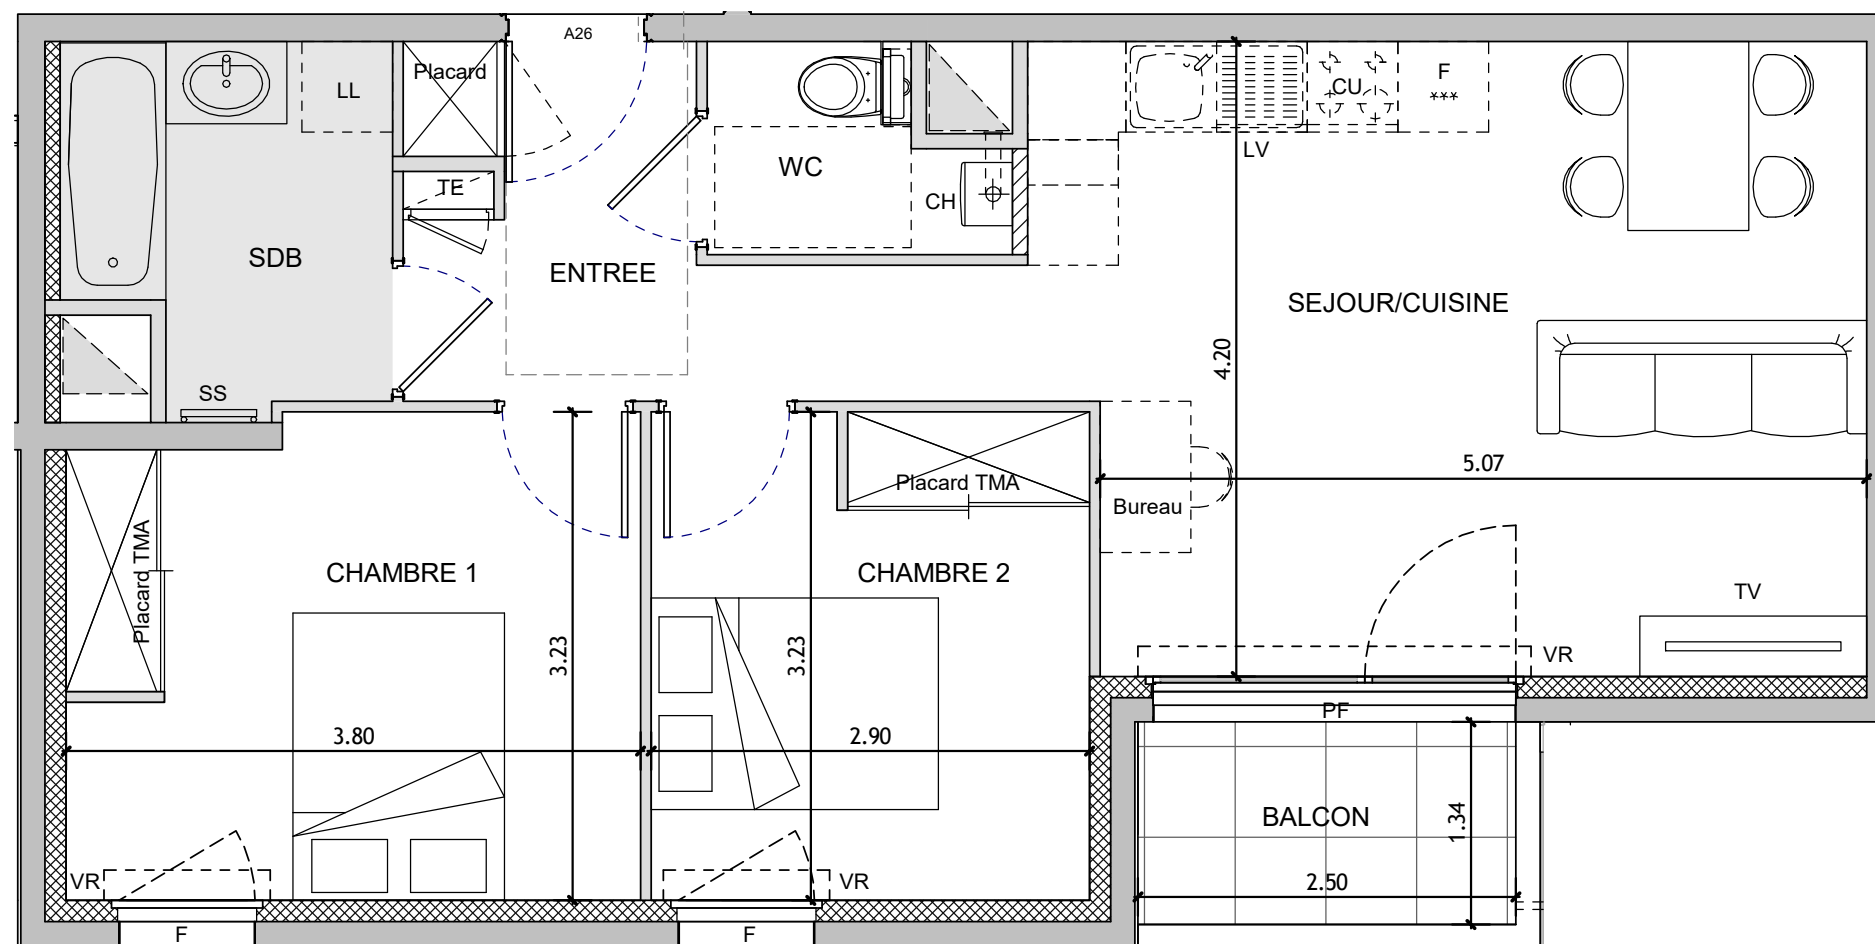 A26
Placard
LL
F
***
CU
LV
WC
TE
CH
SDB
ENTREE
SEJOUR/CUISINE
4.20
SS
5.07
Placard TMA
Bureau
Placard TMA
CHAMBRE 1
CHAMBRE 2
TV
3.23
3.23
VR
PF
3.80
2.90
BALCON
1.34
VR
VR
2.50
F
F